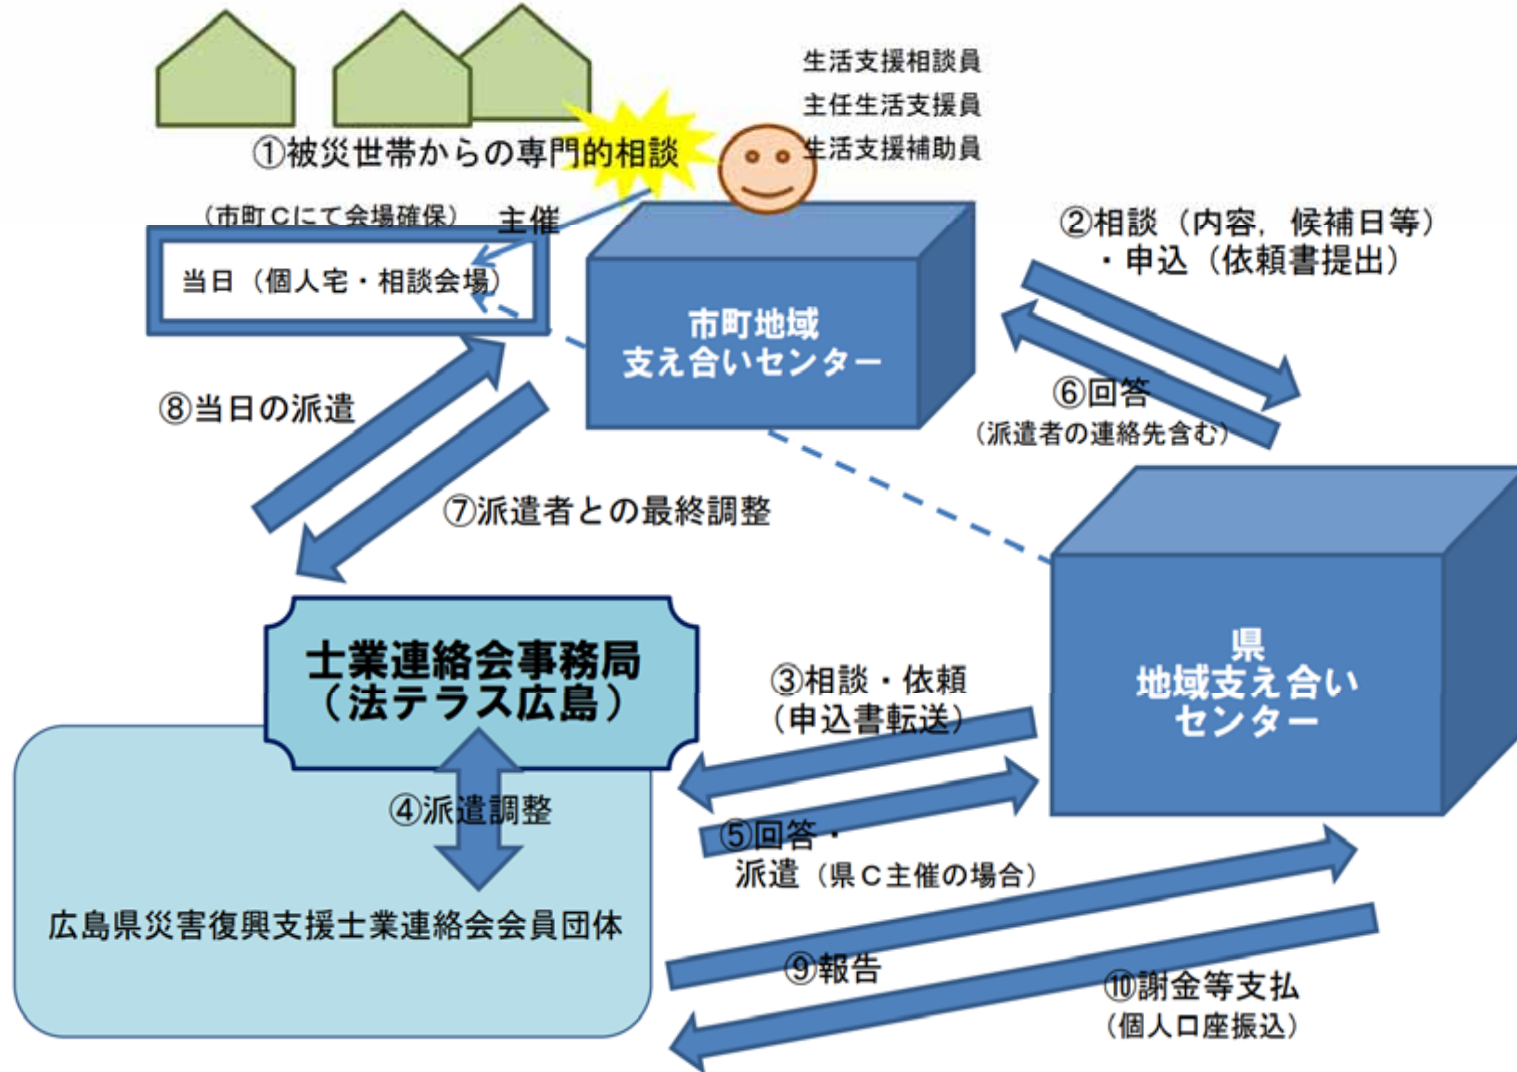 生活支援相談員
主任生活支援員
生活支援補助員
①被災世帯からの専門的相談
（市町Ｃにて会場確保）
主催
当日（個人宅・相談会場）
②相談（内容，候補日等）
・申込（依頼書提出）
市町地域
支え合いセンター
⑥回答
（派遣者の連絡先含む）
⑧当日の派遣
⑦派遣者との最終調整
士業連絡会事務局
（法テラス広島）
③相談・依頼
（申込書転送）
県
地域支え合い
センター
④派遣調整
⑤回答・
派遣（県Ｃ主催の場合）
広島県災害復興支援士業連絡会会員団体
⑨報告
⑩謝金等支払
（個人口座振込）